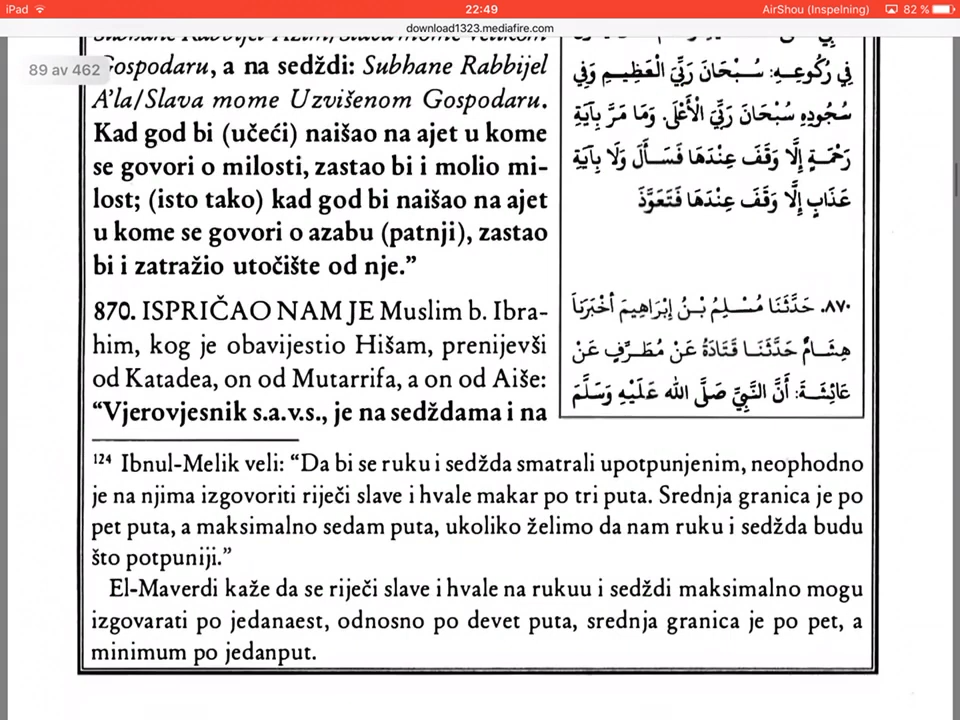 iPad 22:49 AirShou (Inspelning) 82 %
download1323.mediafire.com
89 av 462
Subhane Rabbijel Azim/Slava mome Velikom
Gospodaru, a na sedždi: Subhane Rabbijel
A’la/Slava mome Uzvišenom Gospodaru.
Kad god bi (učeći) naišao na ajet u kome
se govori o milosti, zastao bi i molio mi-
lost; (isto tako) kad god bi naišao na ajet
u kome se govori o azabu (patnji), zastao
bi i zatražio utočište od nje.”
870. ISPRIČAO NAM JE Muslim b. Ibra-
him, kog je obavijestio Hišam, prenijevši
od Katadea, on od Mutarrifa, a on od Aiše:
“Vjerovjesnik s.a.v.s., je na sedždama i na
فِي رُكُوعِهِ: سُبْحَانَ رَبِّيَ الْعَظِيمِ وَفِي
سُجُودِهِ سُبْحَانَ رَبِّيَ الْأَعْلَى. وَمَا مَرَّ بِآيَةِ
رَحْمَةٍ إِلَّا وَقَفَ عِنْدَهَا فَسَأَلَ وَلَا بِآيَةِ
عَذَابٍ إِلَّا وَقَفَ عِنْدَهَا فَتَعَوَّذَ
٨٧٠. حَدَّثَنَا مُسْلِمُ بْنُ إِبْرَاهِيمَ أَخْبَرَنَا
هِشَامٌ حَدَّثَنَا قَتَادَةُ عَنْ مُطَرِّفٍ عَنْ
عَائِشَةَ: أَنَّ النَّبِيَّ صَلَّى الله عَلَيْهِ وَسَلَّمَ
124 Ibnul-Melik veli: “Da bi se ruku i sedžda smatrali upotpunjenim, neophodno
je na njima izgovoriti riječi slave i hvale makar po tri puta. Srednja granica je po
pet puta, a maksimalno sedam puta, ukoliko želimo da nam ruku i sedžda budu
što potpuniji.”
El-Maverdi kaže da se riječi slave i hvale na rukuu i sedždi maksimalno mogu
izgovarati po jedanaest, odnosno po devet puta, srednja granica je po pet, a
minimum po jedanput.